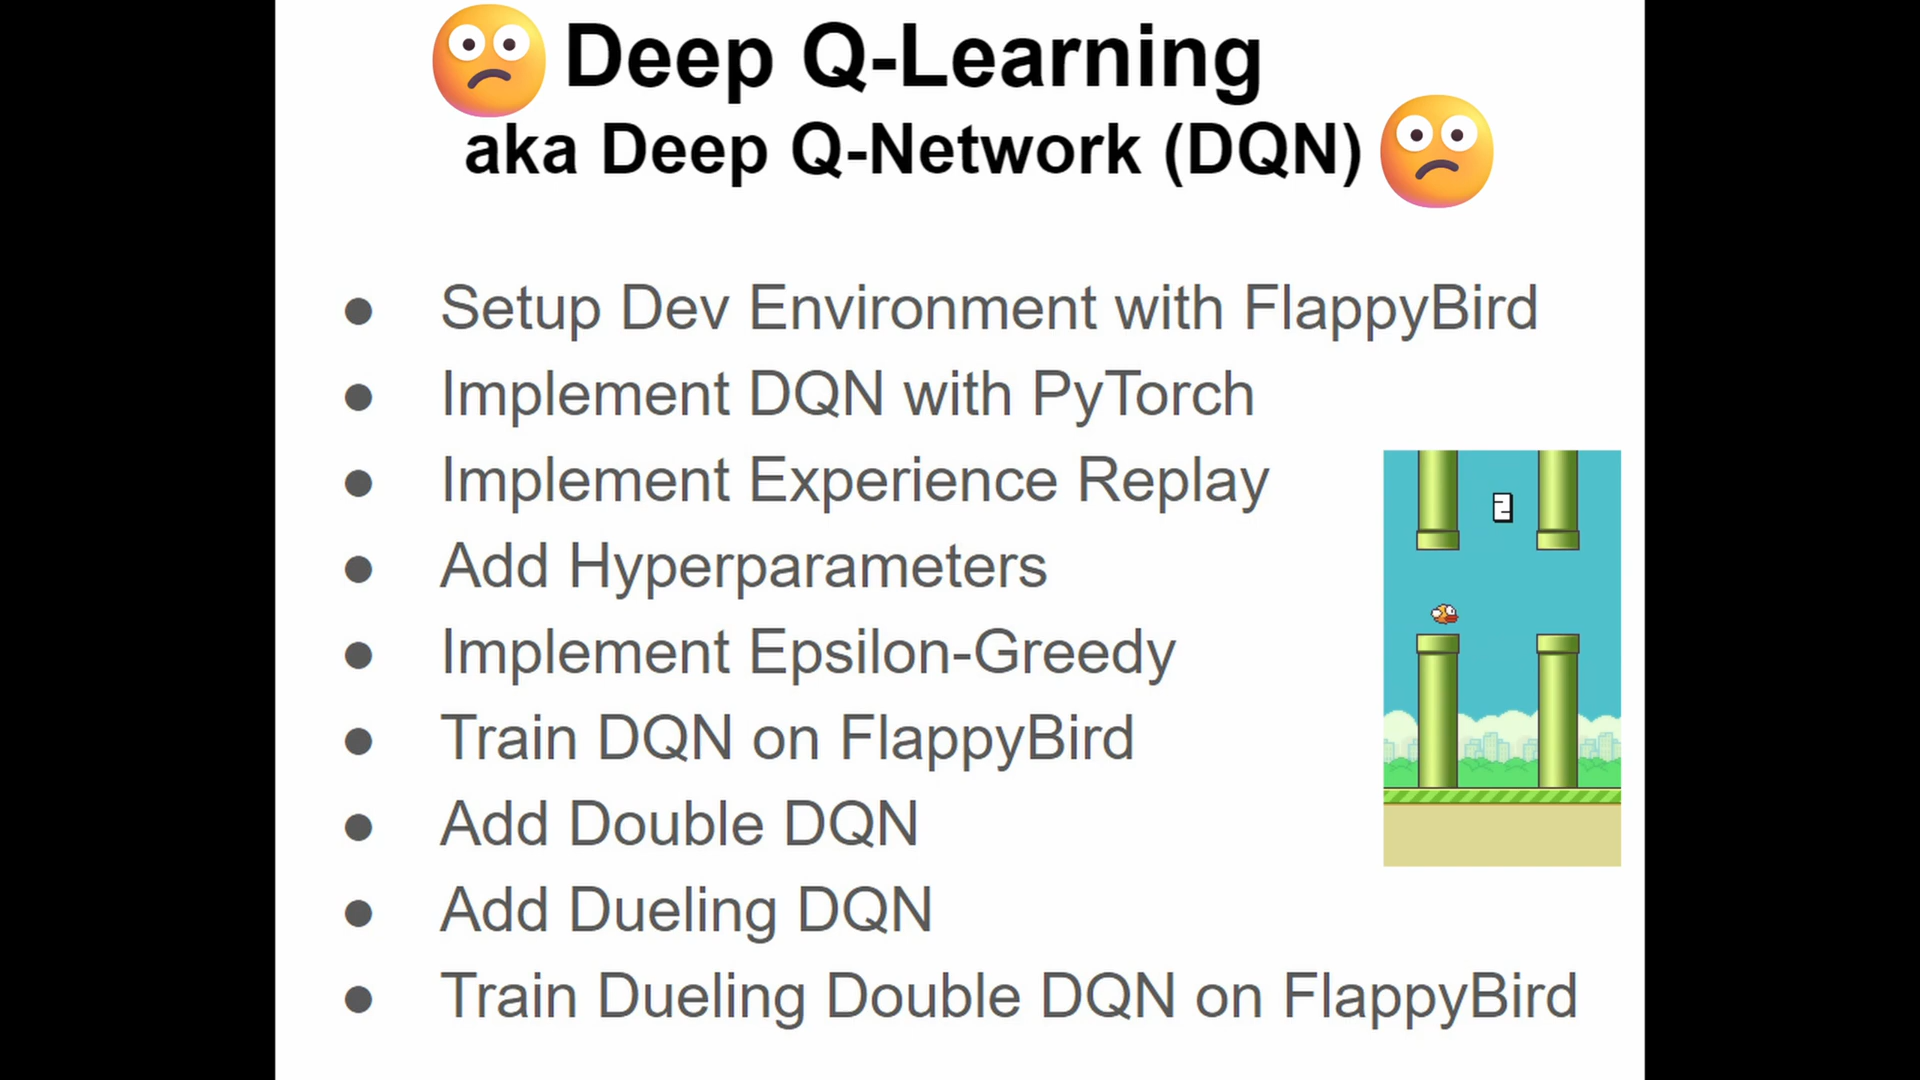 Deep Q-Learning
aka Deep Q-Network (DQN)
● Setup Dev Environment with FlappyBird
● Implement DQN with PyTorch
● Implement Experience Replay
● Add Hyperparameters
● Implement Epsilon-Greedy
● Train DQN on FlappyBird
● Add Double DQN
● Add Dueling DQN
● Train Dueling Double DQN on FlappyBird
2